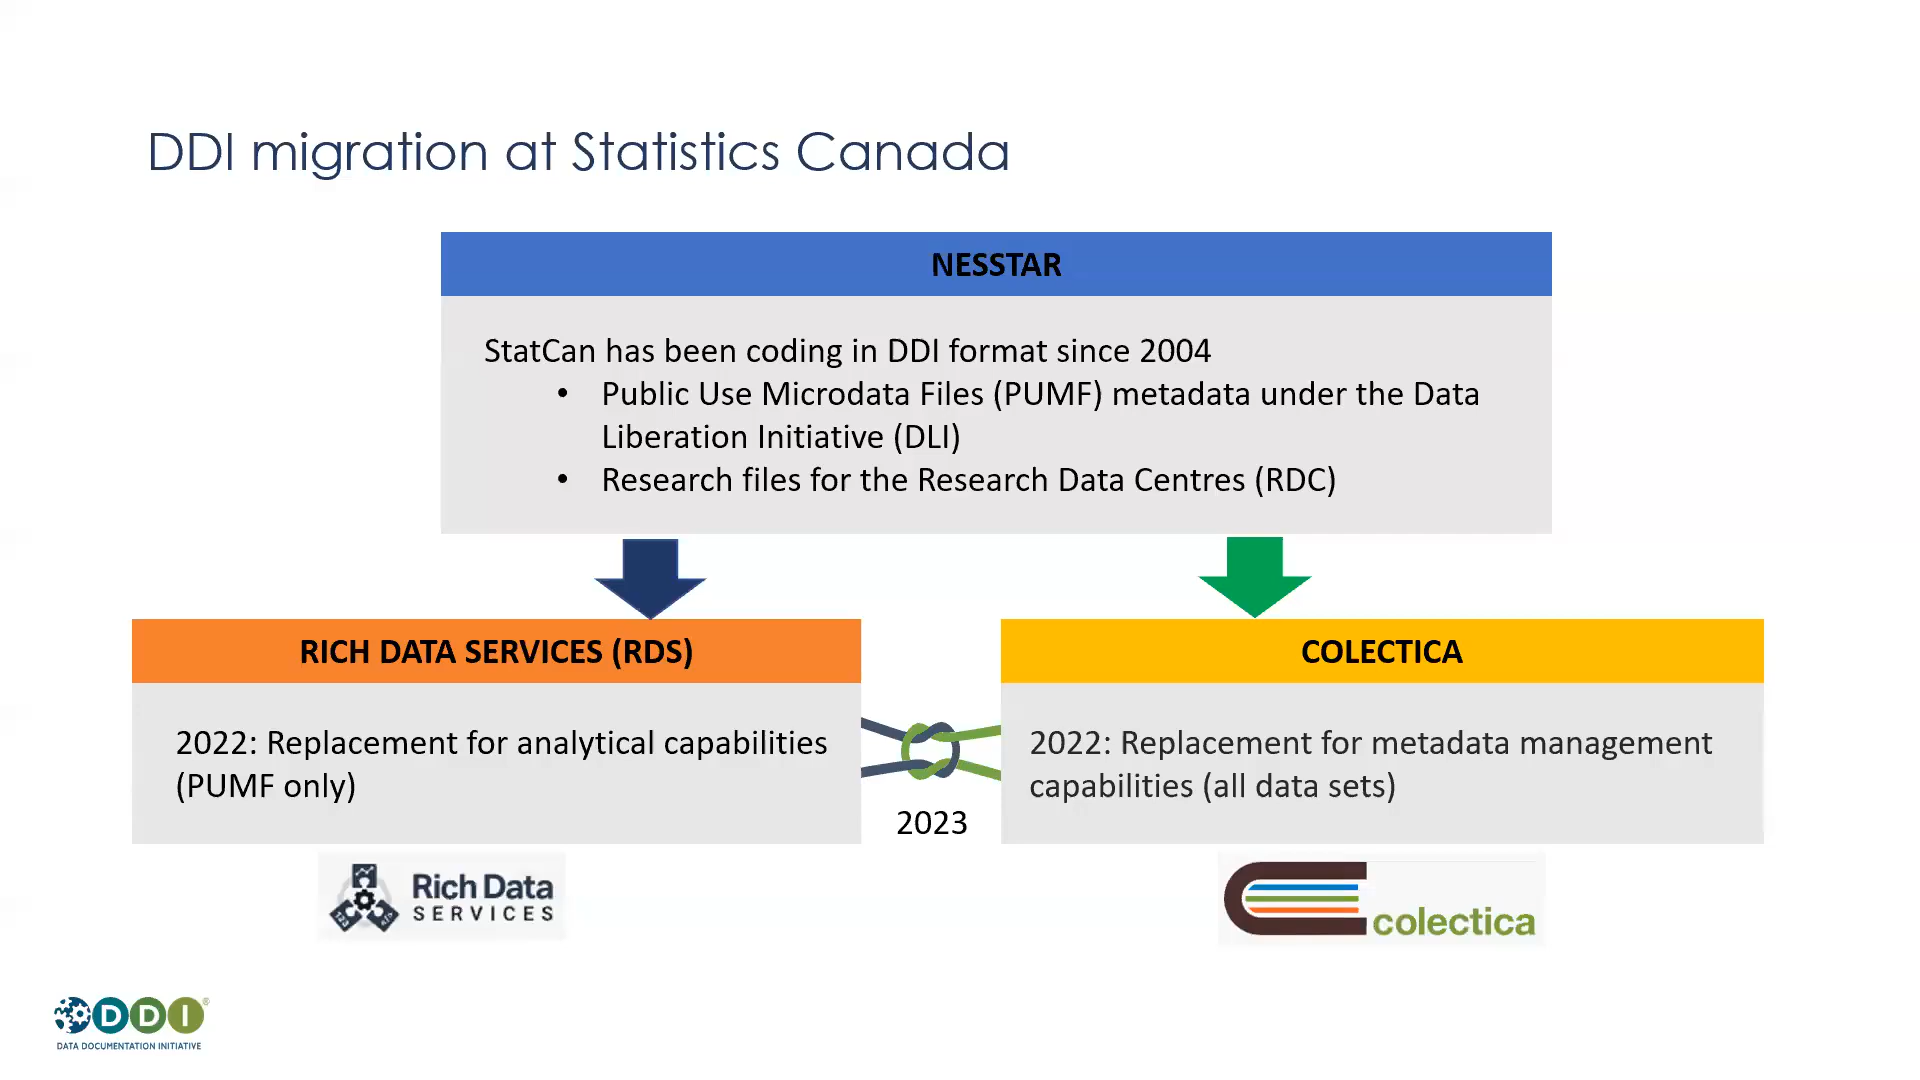 DDI migration at Statistics Canada
NESSTAR
StatCan has been coding in DDI format since 2004
• Public Use Microdata Files (PUMF) metadata under the Data
Liberation Initiative (DLI)
• Research files for the Research Data Centres (RDC)
RICH DATA SERVICES (RDS)
2022: Replacement for analytical capabilities
(PUMF only)
2023
COLECTICA
2022: Replacement for metadata management
capabilities (all data sets)
Rich Data
SERVICES
colectica
DDI®
DATA DOCUMENTATION INITIATIVE